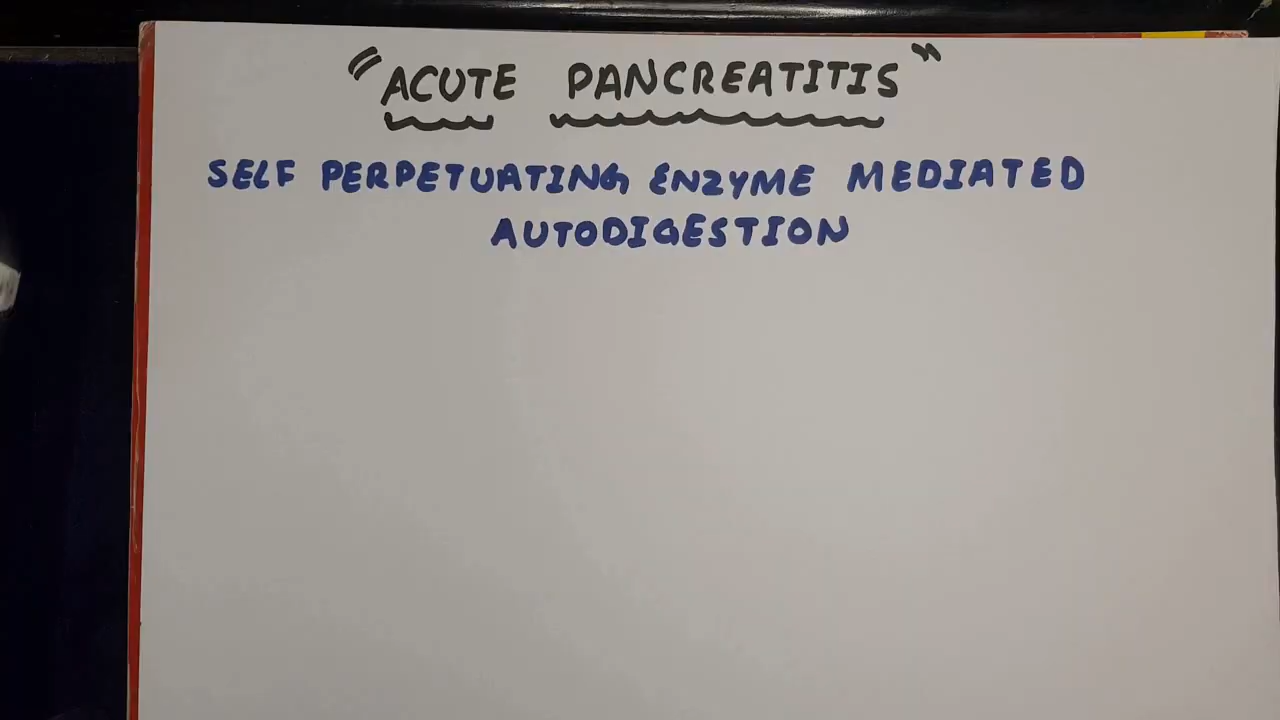 "ACUTE PANCREATITIS"
SELF PERPETUATING ENZYME MEDIATED
AUTODIGESTION